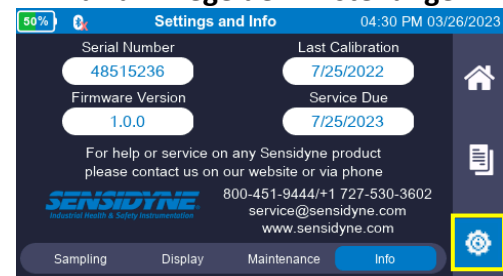 50%
Settings and Info
04:30 PM 03/26/2023
Serial Number
Last Calibration
48515236
7/25/2022
Firmware Version
Service Due
1.0.0
7/25/2023
For help or service on any Sensidyne product
please contact us on our website or via phone
SENSIDYNE
Industrial Health & Safety Instrumentation
800-451-9444/+1 727-530-3602
service@sensidyne.com
www.sensidyne.com
Sampling
Display
Maintenance
Info